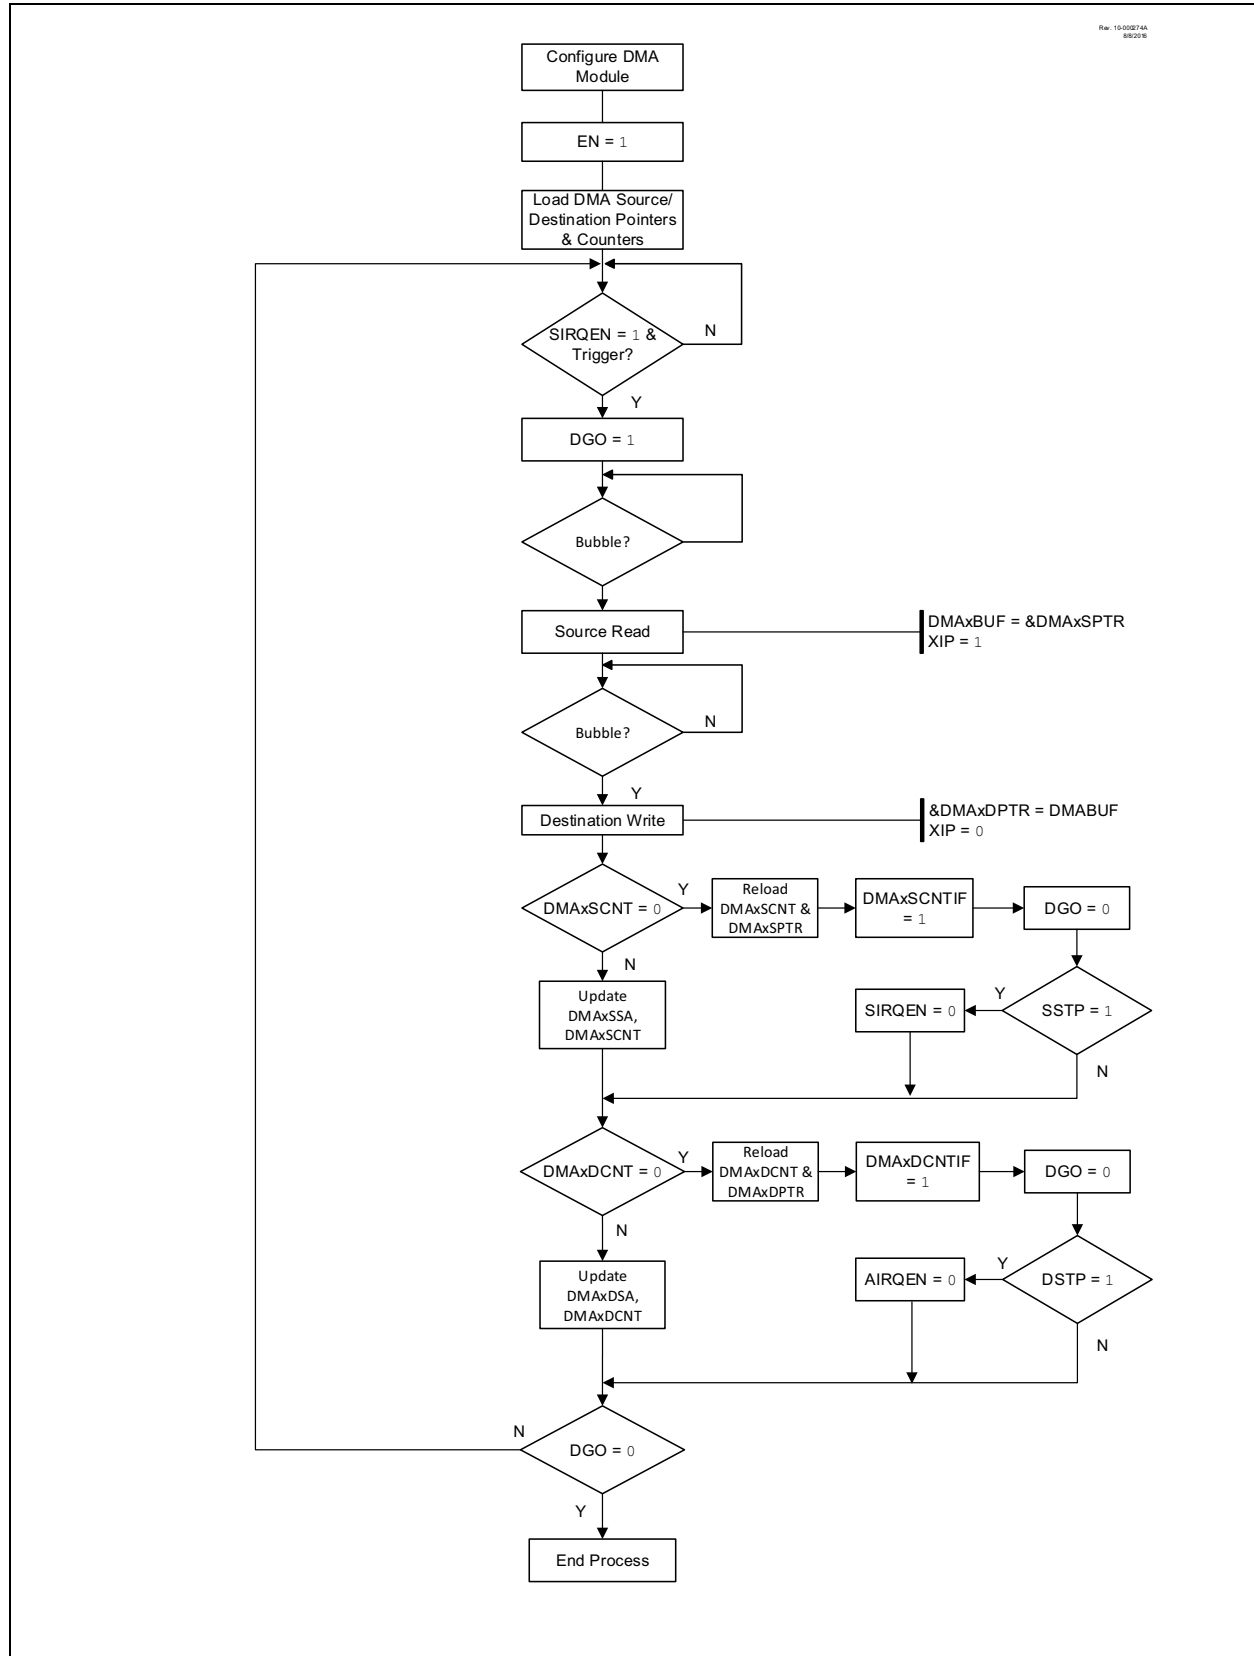 Rev. 10-000274A
8/8/2016
Configure DMA
Module
EN = 1
Load DMA Source/
Destination Pointers
& Counters
SIRQEN = 1 &
Trigger?
N
Y
DGO = 1
Bubble?
Source Read
DMAxBUF = &DMAxSPTR
XIP = 1
Bubble?
N
Y
Destination Write
&DMAxDPTR = DMABUF
XIP = 0
DMAxSCNT = 0
Y
Reload
DMAxSCNT &
DMAxSPTR
DMAxSCNTIF
= 1
DGO = 0
N
Update
DMAxSSA,
DMAxSCNT
SIRQEN = 0
Y
SSTP = 1
N
DMAxDCNT = 0
Y
Reload
DMAxDCNT &
DMAxDPTR
DMAxDCNTIF
= 1
DGO = 0
N
Update
DMAxDSA,
DMAxDCNT
AIRQEN = 0
Y
DSTP = 1
N
N
DGO = 0
Y
End Process